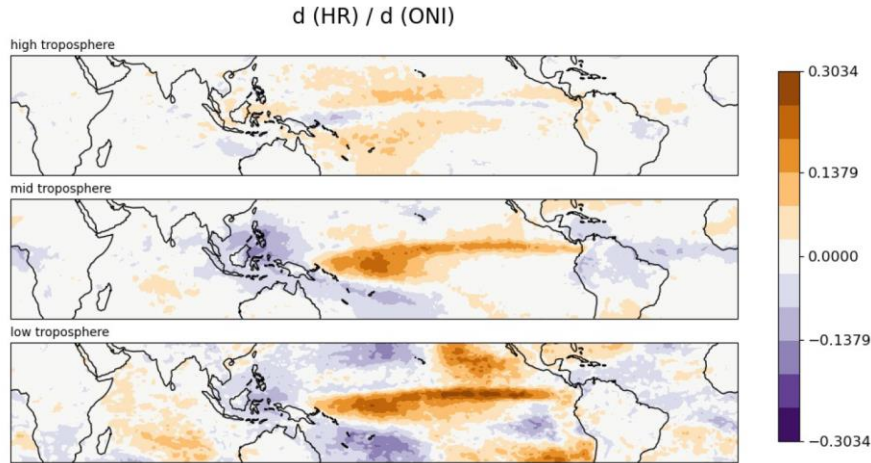 d (HR) / d (ONI)
high troposphere
mid troposphere
low troposphere
0.3034
0.1379
0.0000
−0.1379
−0.3034